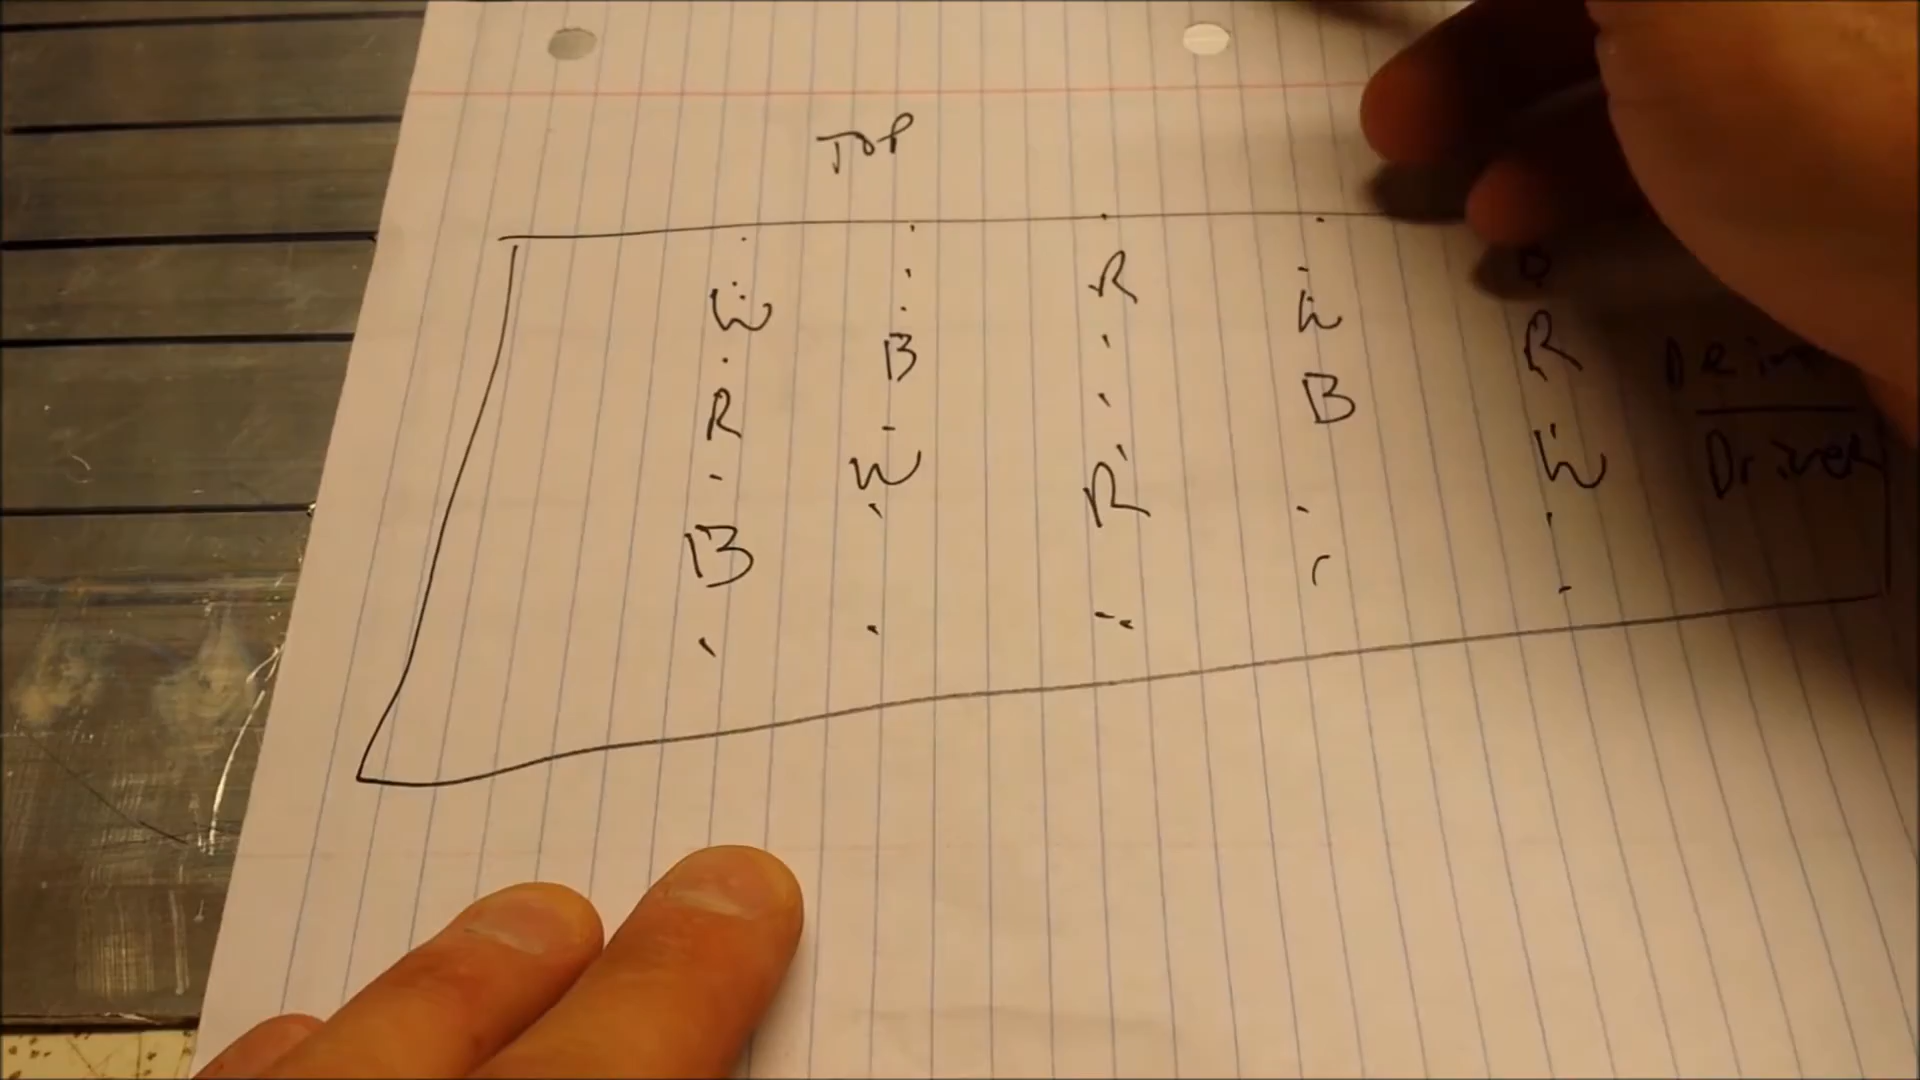 TOP
W B R W B
R B R W
R W R
B
Driver